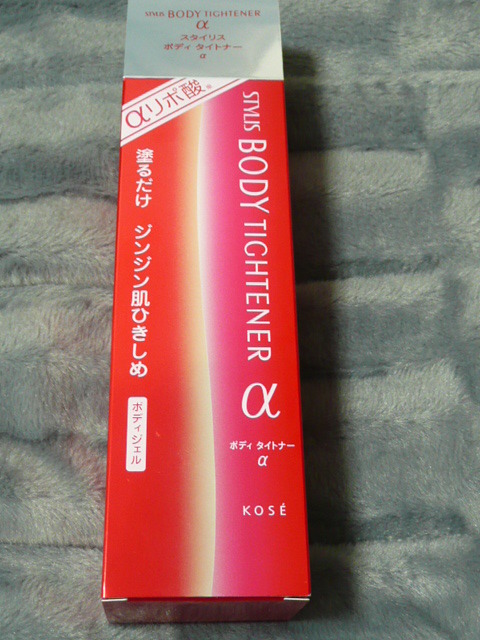 STYLIS BODY TIGHTENER
α
スタイリス
ボディ タイトナー
α
αリポ酸®
STYLIS BODY TIGHTENER α
塗るだけ ジンジン肌ひきしめ
ボディジェル
ボディ タイトナー
α
KOSÉ